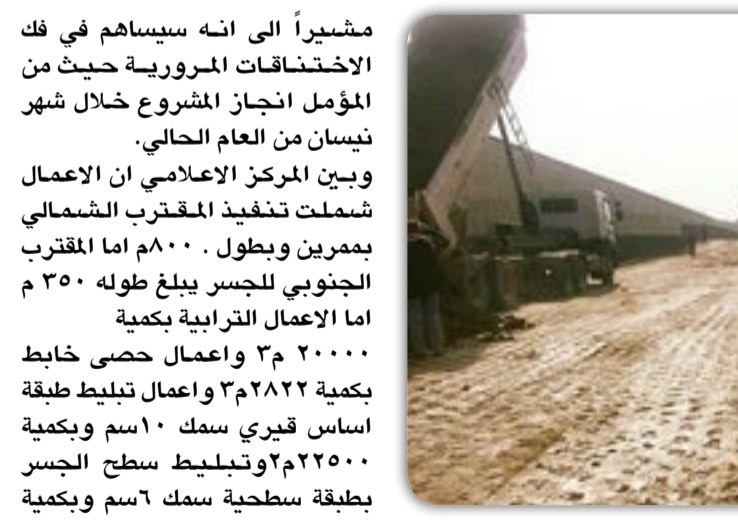 مشيراً الى انه سيساهم في فك
الاختناقات المرورية حيث من
المؤمل انجاز المشروع خلال شهر
نيسان من العام الحالي.
وبين المركز الاعلامي ان الاعمال
شملت تنفيذ المقترب الشمالي
بممرين وبطول . ٨٠٠م اما المقترب
الجنوبي للجسر يبلغ طوله ٣٥٠ م
اما الاعمال الترابية بكمية
٢٠٠٠٠ م٣ واعمال حصى خابط
بكمية ٢٨٢٢م٣ و اعمال تبليط طبقة
اساس قيري سمك ١٠سم وبكمية
٢٢٥٠٠م٢وتبليط سطح الجسر
بطبقة سطحية سمك ٦سم وبكمية